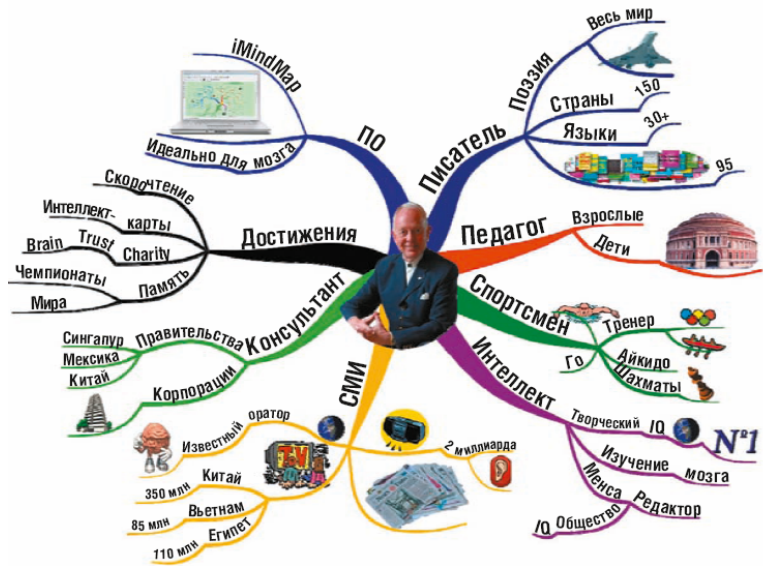 iMindMap
Идеально для мозга
ПО
Писатель
Поэзия
Весь мир
Страны
150
Языки
30+
95
Педагог
Взрослые
Дети
Спортсмен
Тренер
Айкидо
Шахматы
Го
Интеллект
Творческий IQ
№1
Изучение мозга
Менса
Редактор
IQ Общество
СМИ
Известный оратор
TV
2 миллиарда
Китай
350 млн
Вьетнам
85 млн
Египет
110 млн
Консультант
Правительства
Сингапур
Мексика
Китай
Корпорации
Достижения
Скорочтение
Интеллект-карты
Brain Trust Charity
Память
Чемпионаты
Мира